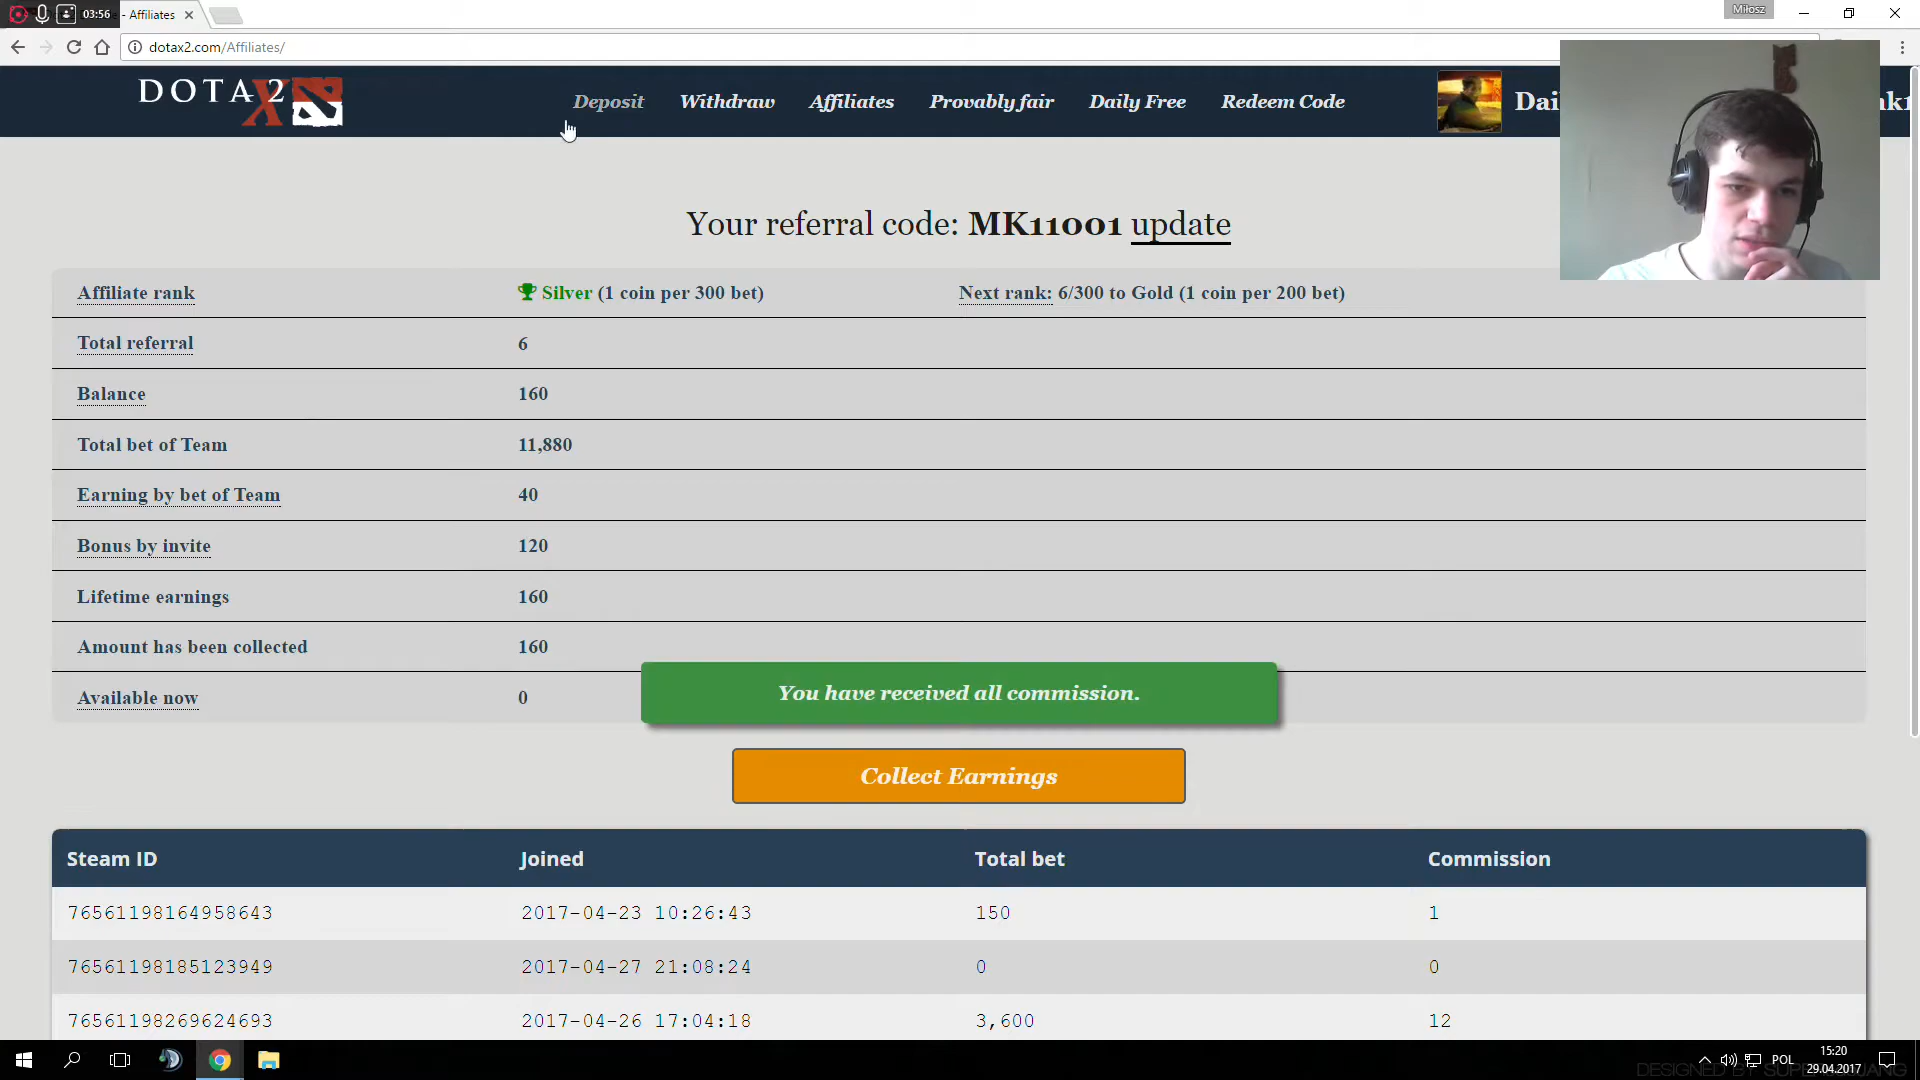 03:56
- Affiliates
Miłosz
dotax2.com/Affiliates/
DOTA 2
X
Deposit
Withdraw
Affiliates
Provably fair
Daily Free
Redeem Code
Your referral code: MK11001 update
Affiliate rank
Silver (1 coin per 300 bet)
Next rank: 6/300 to Gold (1 coin per 200 bet)
Total referral
6
Balance
160
Total bet of Team
11,880
Earning by bet of Team
40
Bonus by invite
120
Lifetime earnings
160
Amount has been collected
160
Available now
0
You have received all commission.
Collect Earnings
Steam ID
Joined
Total bet
Commission
76561198164958643
2017-04-23 10:26:43
150
1
76561198185123949
2017-04-27 21:08:24
0
0
76561198269624693
2017-04-26 17:04:18
3,600
12
POL
15:20
29.04.2017